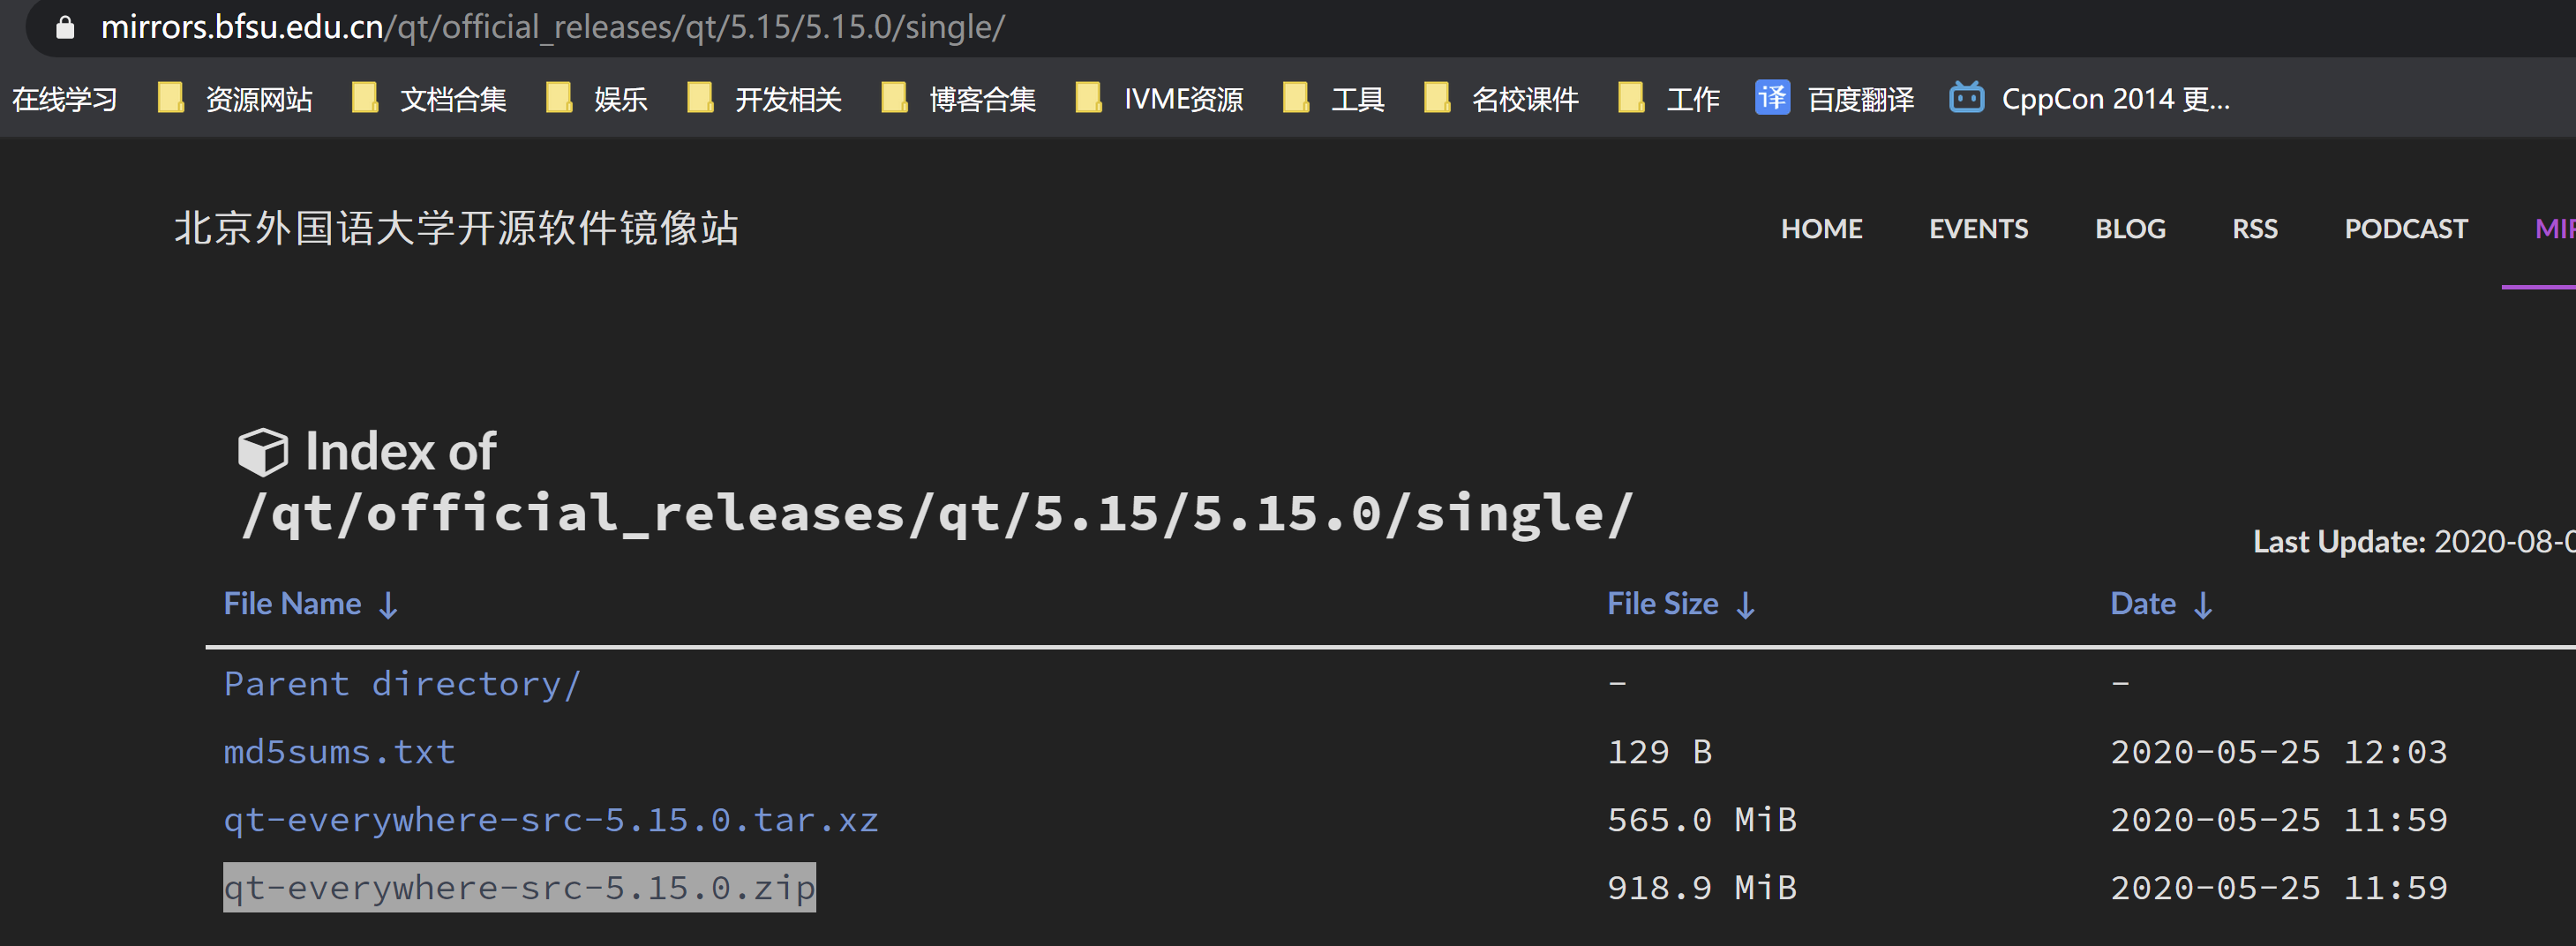 mirrors.bfsu.edu.cn/qt/official_releases/qt/5.15/5.15.0/single/
在线学习 资源网站 文档合集 娱乐 开发相关 博客合集 IVME资源 工具 名校课件 工作 译 百度翻译 CppCon 2014 更...
北京外国语大学开源软件镜像站 HOME EVENTS BLOG RSS PODCAST
Index of
/qt/official_releases/qt/5.15/5.15.0/single/
Last Update: 2020-08-0
File Name ↓ File Size ↓ Date ↓
Parent directory/ - -
md5sums.txt 129 B 2020-05-25 12:03
qt-everywhere-src-5.15.0.tar.xz 565.0 MiB 2020-05-25 11:59
qt-everywhere-src-5.15.0.zip 918.9 MiB 2020-05-25 11:59